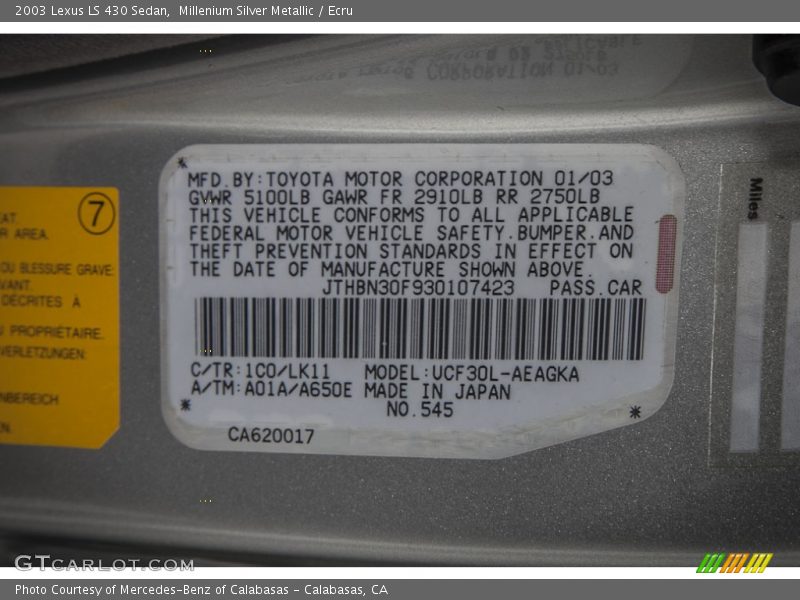 2003 Lexus LS 430 Sedan,  Millenium Silver Metallic / Ecru
CORPORATION 01/03
MFD.BY:TOYOTA MOTOR CORPORATION 01/03
GVWR 5100LB GAWR FR 2910LB RR 2750LB
THIS VEHICLE CONFORMS TO ALL APPLICABLE
FEDERAL MOTOR VEHICLE SAFETY.BUMPER.AND
THEFT PREVENTION STANDARDS IN EFFECT ON
THE DATE OF MANUFACTURE SHOWN ABOVE.
JTHBN30F930107423 PASS.CAR
C/TR:1C0/LK11 MODEL:UCF30L-AEAGKA
A/TM:A01A/A650E MADE IN JAPAN
NO.545
CA620017
7
AREA.
OU BLESSURE GRAVE
DÉCRITES À
PROPRIÉTAIRE.
Miles
GTCARLOT.COM
Photo Courtesy of Mercedes-Benz of Calabasas - Calabasas, CA